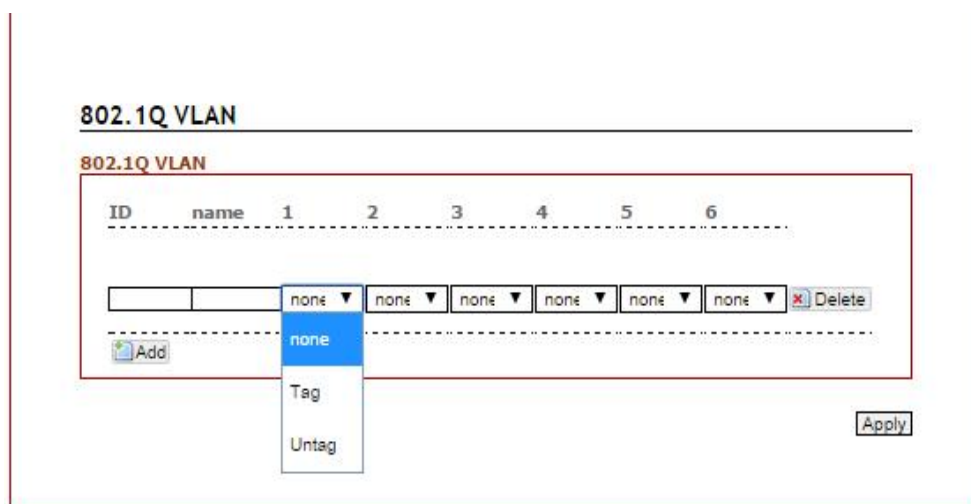 802.1Q VLAN
802.1Q VLAN
ID name 1 2 3 4 5 6
none none none none none none Delete
none
Add
Tag
Untag
Apply